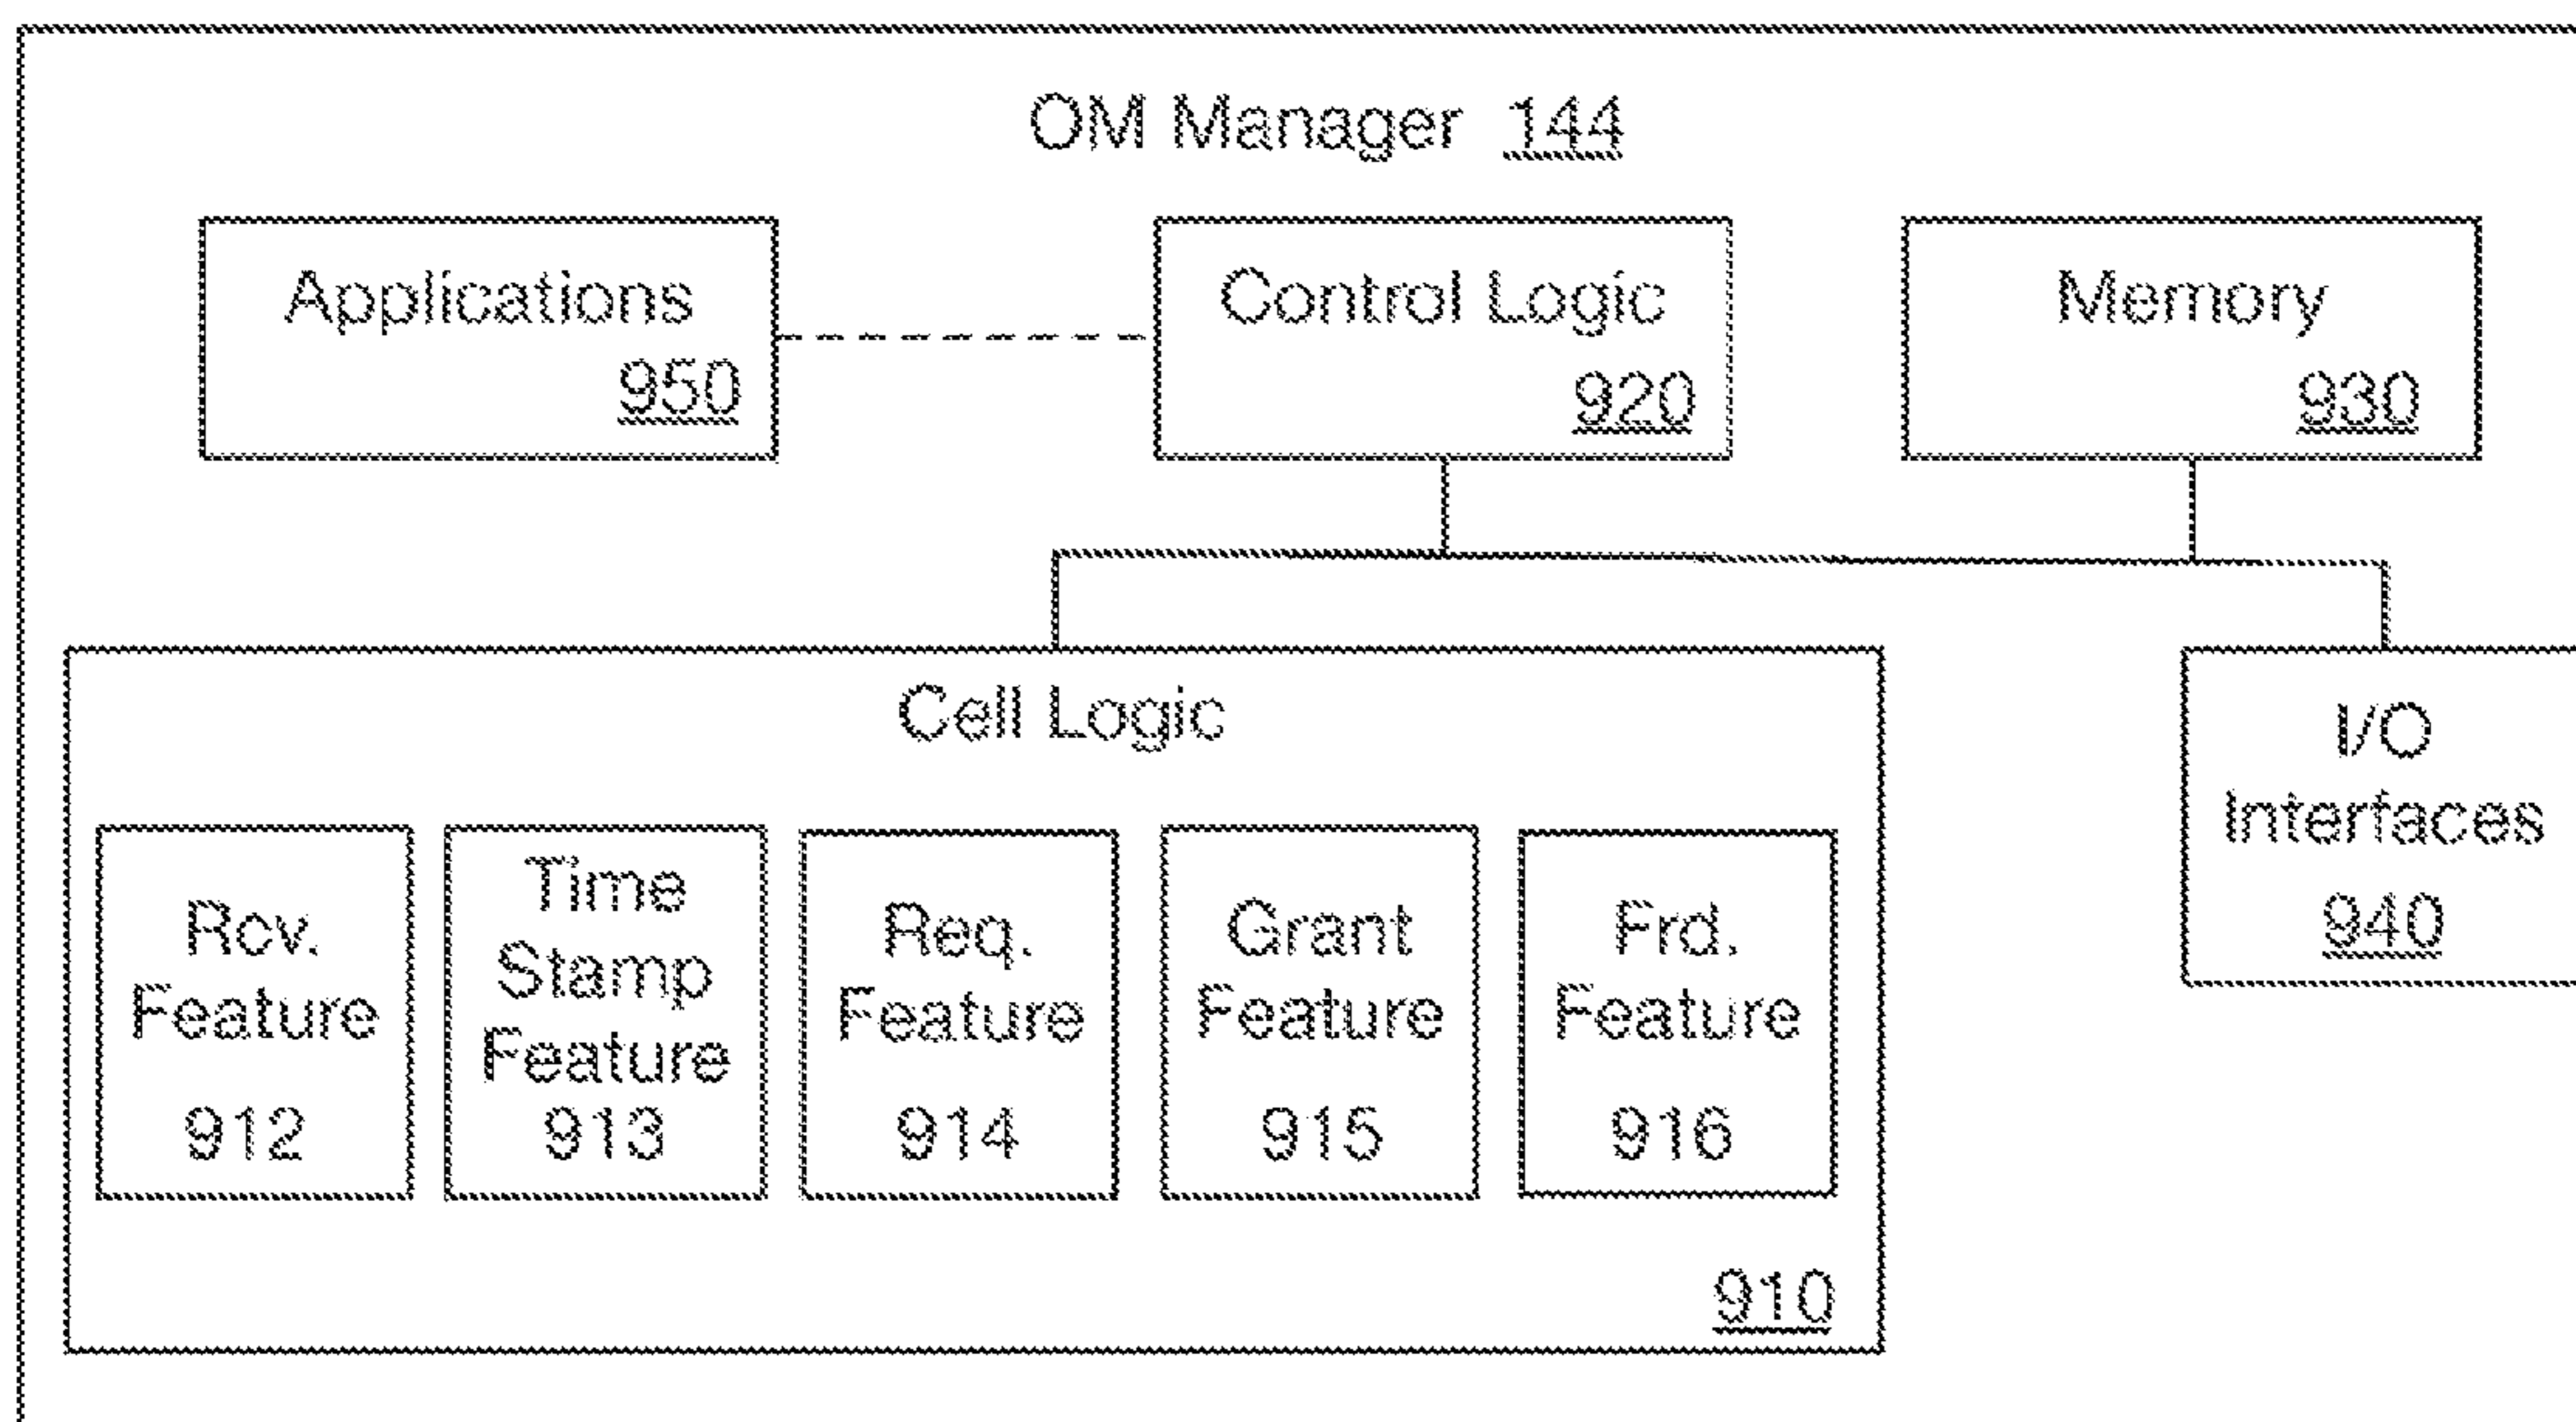 OM Manager 144
Applications
950
Control Logic
920
Memory
930
Cell Logic
Rcv.
Feature
912
Time
Stamp
Feature
913
Req.
Feature
914
Grant
Feature
915
Frd.
Feature
916
910
I/O
Interfaces
940